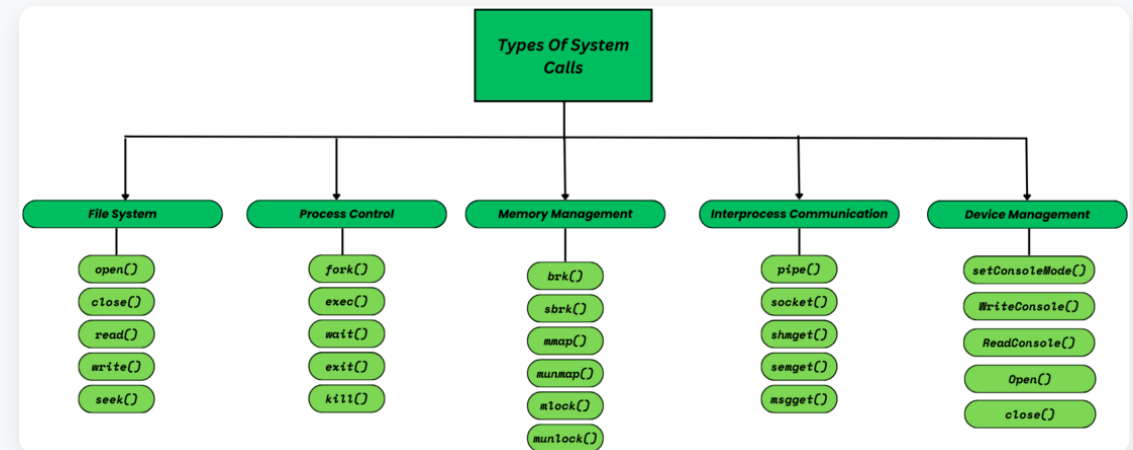 Types Of System
Calls
File System
Process Control
Memory Management
Interprocess Communication
Device Management
open()
close()
read()
write()
seek()
fork()
exec()
wait()
exit()
kill()
brk()
sbrk()
mmap()
munmap()
mlock()
munlock()
pipe()
socket()
shmget()
semget()
msgget()
setConsoleMode()
WriteConsole()
ReadConsole()
Open()
close()